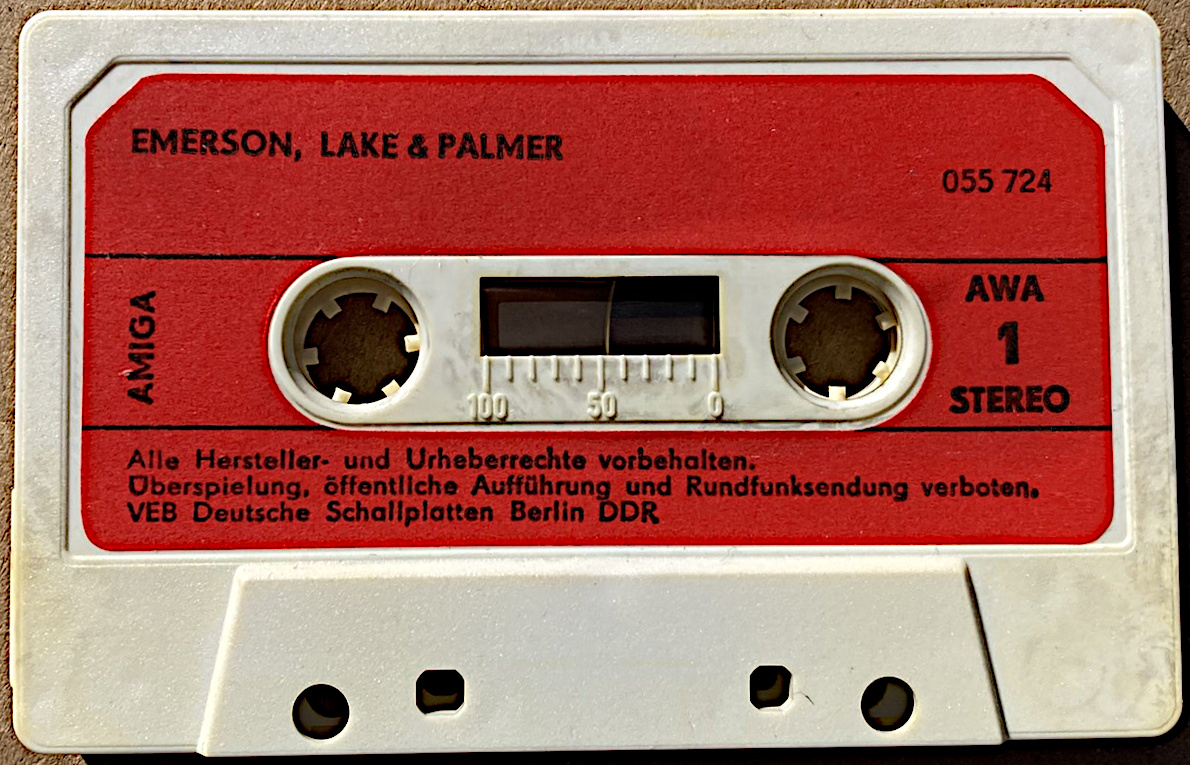 EMERSON, LAKE & PALMER
055 724
AMIGA
AWA
1
STEREO
100 50 0
Alle Hersteller- und Urheberrechte vorbehalten.
Überspielung, öffentliche Aufführung und Rundfunksendung verboten.
VEB Deutsche Schallplatten Berlin DDR